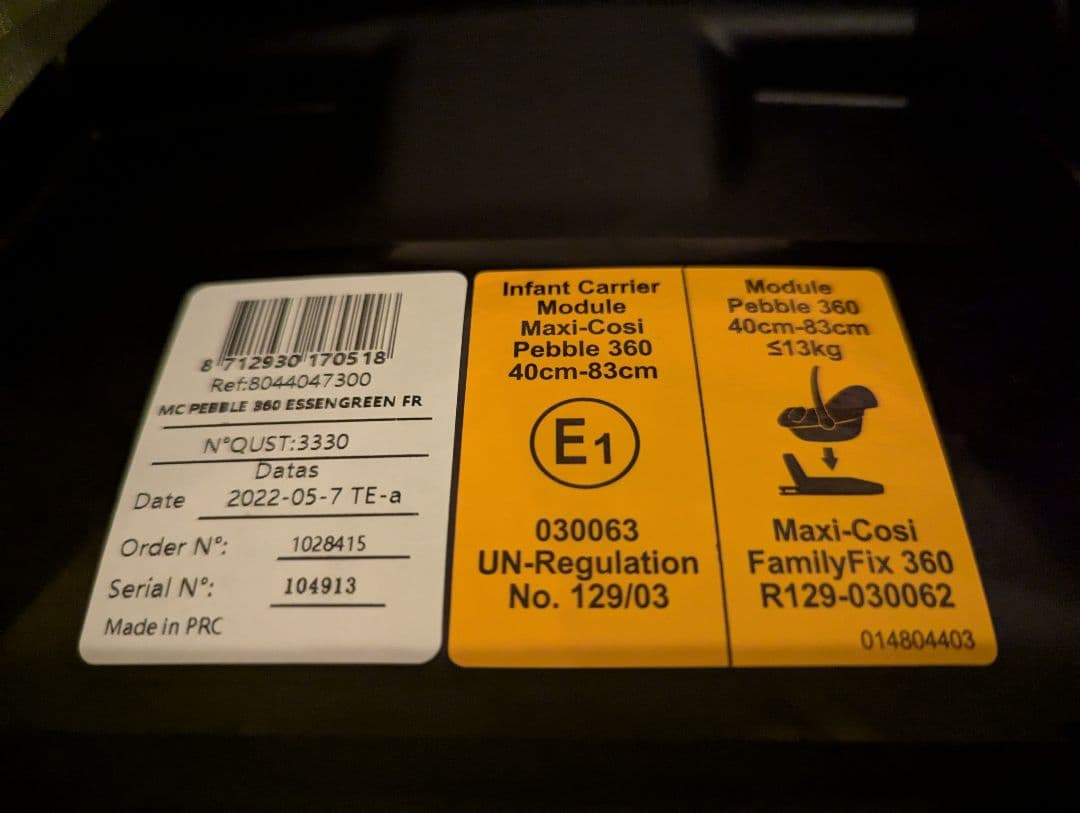 8 712930 170518
Ref:8044047300
MC PEBBLE 360 ESSENGREEN FR
N°QUST:3330
Datas
Date 2022-05-7 TE-a
Order N°: 1028415
Serial N°: 104913
Made in PRC
Infant Carrier
Module
Maxi-Cosi
Pebble 360
40cm-83cm
E1
030063
UN-Regulation
No. 129/03
Module
Pebble 360
40cm-83cm
≤13kg
Maxi-Cosi
FamilyFix 360
R129-030062
014804403